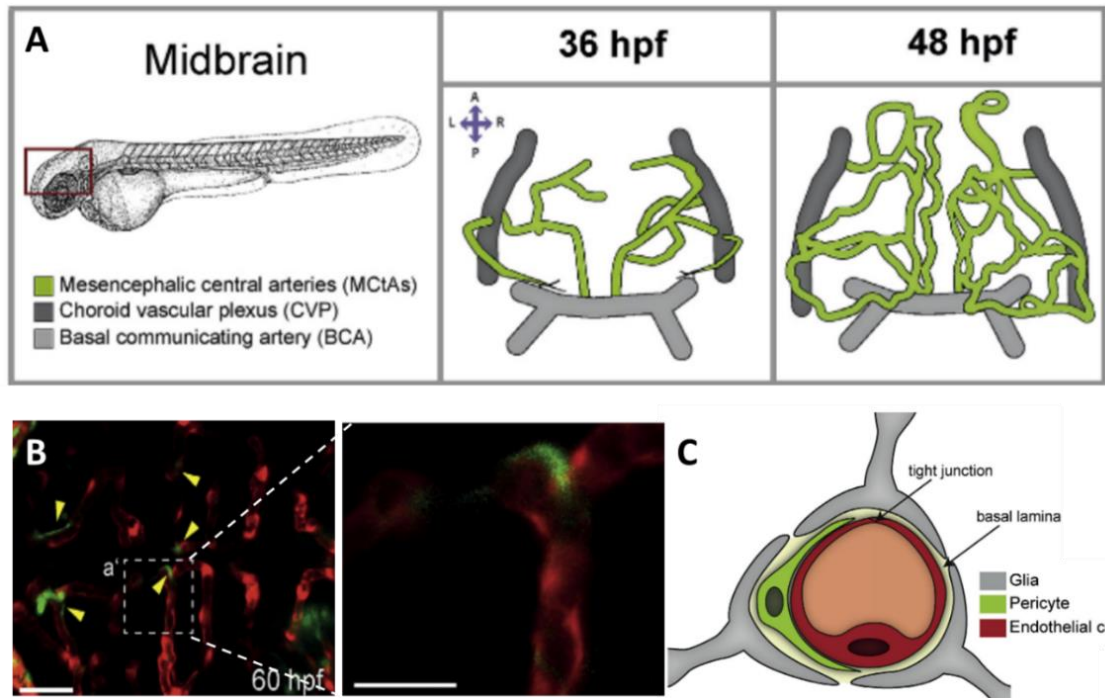 A
Midbrain
Mesencephalic central arteries (MCtAs)
Choroid vascular plexus (CVP)
Basal communicating artery (BCA)
36 hpf
A
L R
P
48 hpf
B
a'
60 hpf
C
tight junction
basal lamina
Glia
Pericyte
Endothelial c